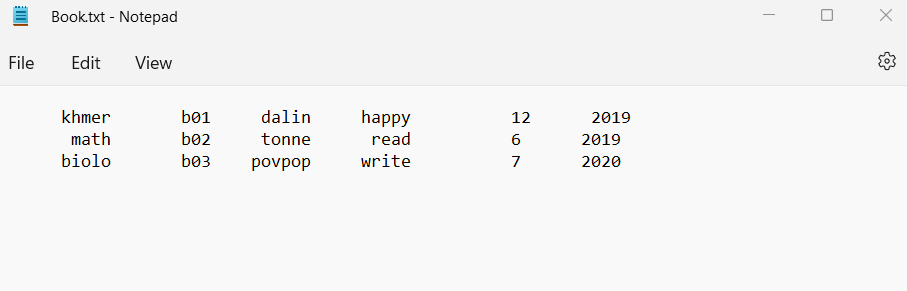 Book.txt - Notepad
File Edit View
khmer b01 dalin happy 12 2019
math b02 tonne read 6 2019
biolo b03 povpop write 7 2020